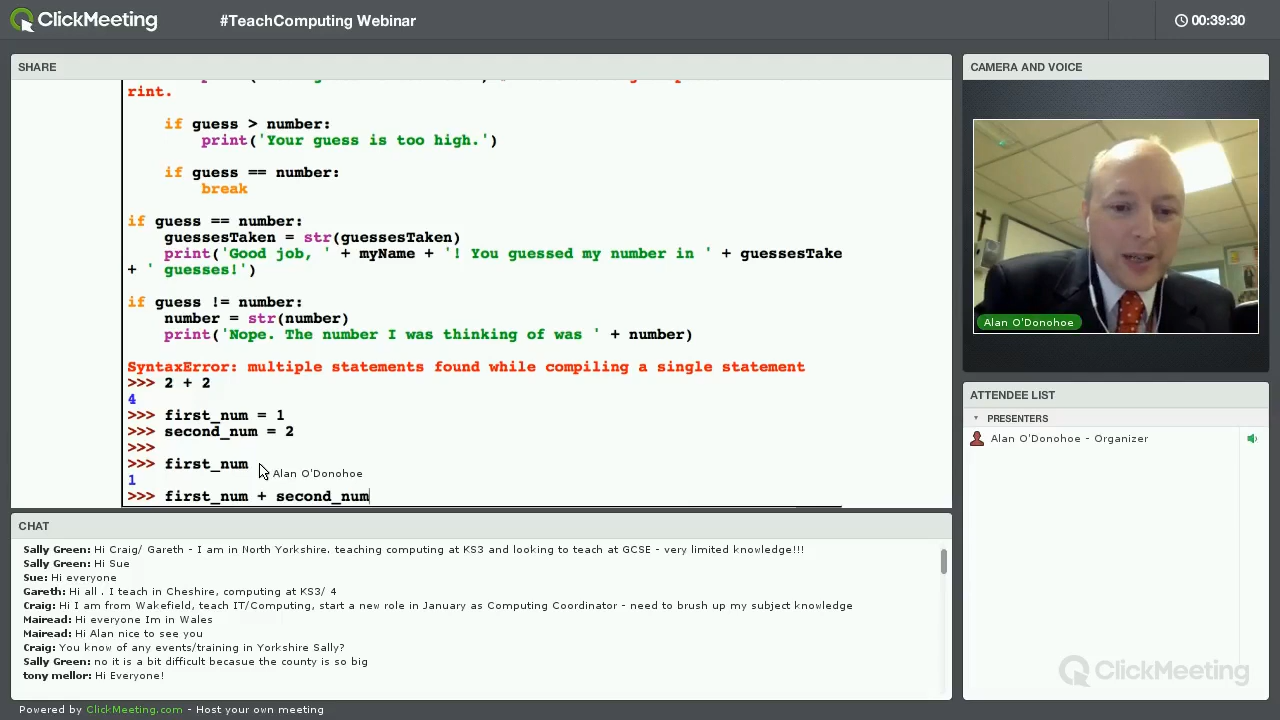 ClickMeeting
#TeachComputing Webinar
00:39:30
SHARE
rint.
if guess > number:
print('Your guess is too high.')
if guess == number:
break
if guess == number:
guessesTaken = str(guessesTaken)
print('Good job, ' + myName + '! You guessed my number in ' + guessesTake
+ ' guesses!')
if guess != number:
number = str(number)
print('Nope. The number I was thinking of was ' + number)
SyntaxError: multiple statements found while compiling a single statement
>>> 2 + 2
4
>>> first_num = 1
>>> second_num = 2
>>>
>>> first_num
Alan O'Donohoe
1
>>> first_num + second_num
CAMERA AND VOICE
Alan O'Donohoe
ATTENDEE LIST
PRESENTERS
Alan O'Donohoe - Organizer
CHAT
Sally Green: Hi Craig/ Gareth - I am in North Yorkshire. teaching computing at KS3 and looking to teach at GCSE - very limited knowledge!!!
Sally Green: Hi Sue
Sue: Hi everyone
Gareth: Hi all . I teach in Cheshire, computing at KS3/ 4
Craig: Hi I am from Wakefield, teach IT/Computing, start a new role in January as Computing Coordinator - need to brush up my subject knowledge
Mairead: Hi everyone Im in Wales
Mairead: Hi Alan nice to see you
Craig: You know of any events/training in Yorkshire Sally?
Sally Green: no it is a bit difficult becasue the county is so big
tony mellor: Hi Everyone!
ClickMeeting
Powered by ClickMeeting.com - Host your own meeting